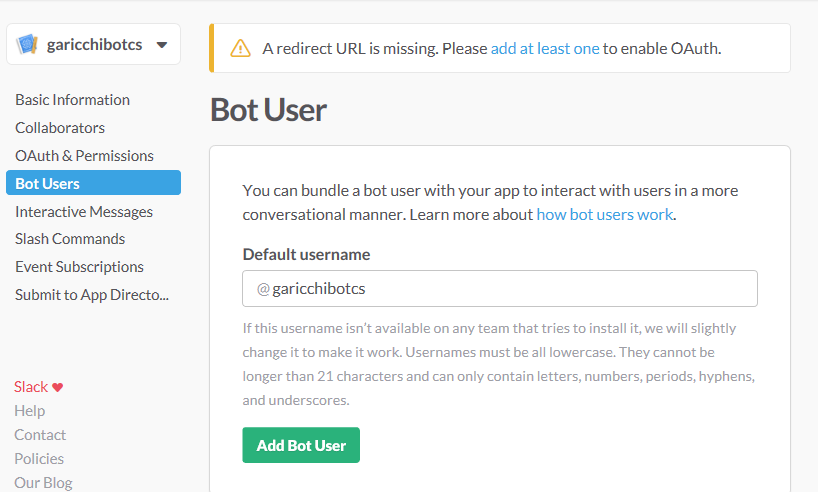 garicchibotcs
Basic Information
Collaborators
OAuth & Permissions
Bot Users
Interactive Messages
Slash Commands
Event Subscriptions
Submit to App Directo...
Slack ♥
Help
Contact
Policies
Our Blog
A redirect URL is missing. Please add at least one to enable OAuth.
Bot User
You can bundle a bot user with your app to interact with users in a more
conversational manner. Learn more about how bot users work.
Default username
@garicchibotcs
If this username isn't available on any team that tries to install it, we will slightly
change it to make it work. Usernames must be all lowercase. They cannot be
longer than 21 characters and can only contain letters, numbers, periods, hyphens,
and underscores.
Add Bot User